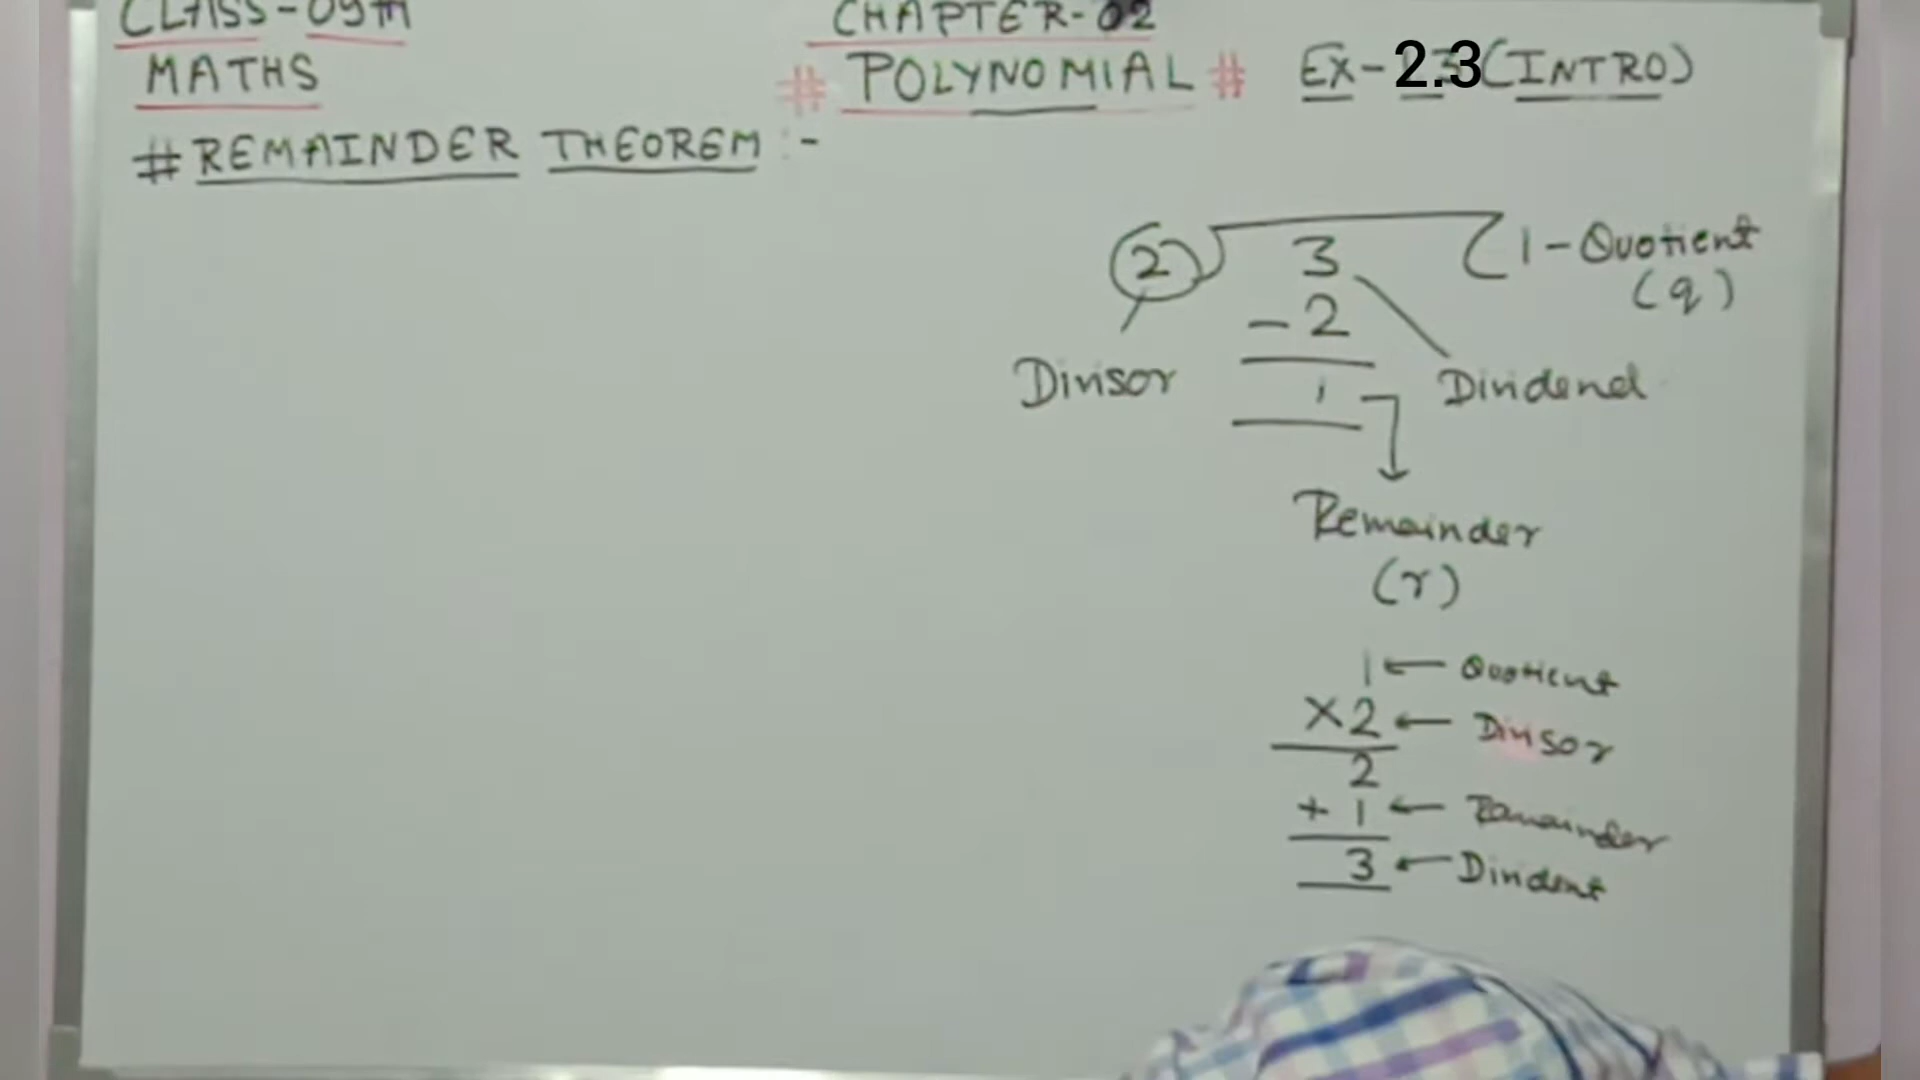 CLASS-09th
CHAPTER-02
MATHS
# POLYNOMIAL #
EX-2.3(INTRO)
#REMAINDER THEOREM :-
2) 3 ( 1-Quotient
(q)
-2
Divisor
1
Dividend
Remainder
(r)
1 ← Quotient
×2 ← Divisor
2
+ 1 ← Remainder
3 ← Divident